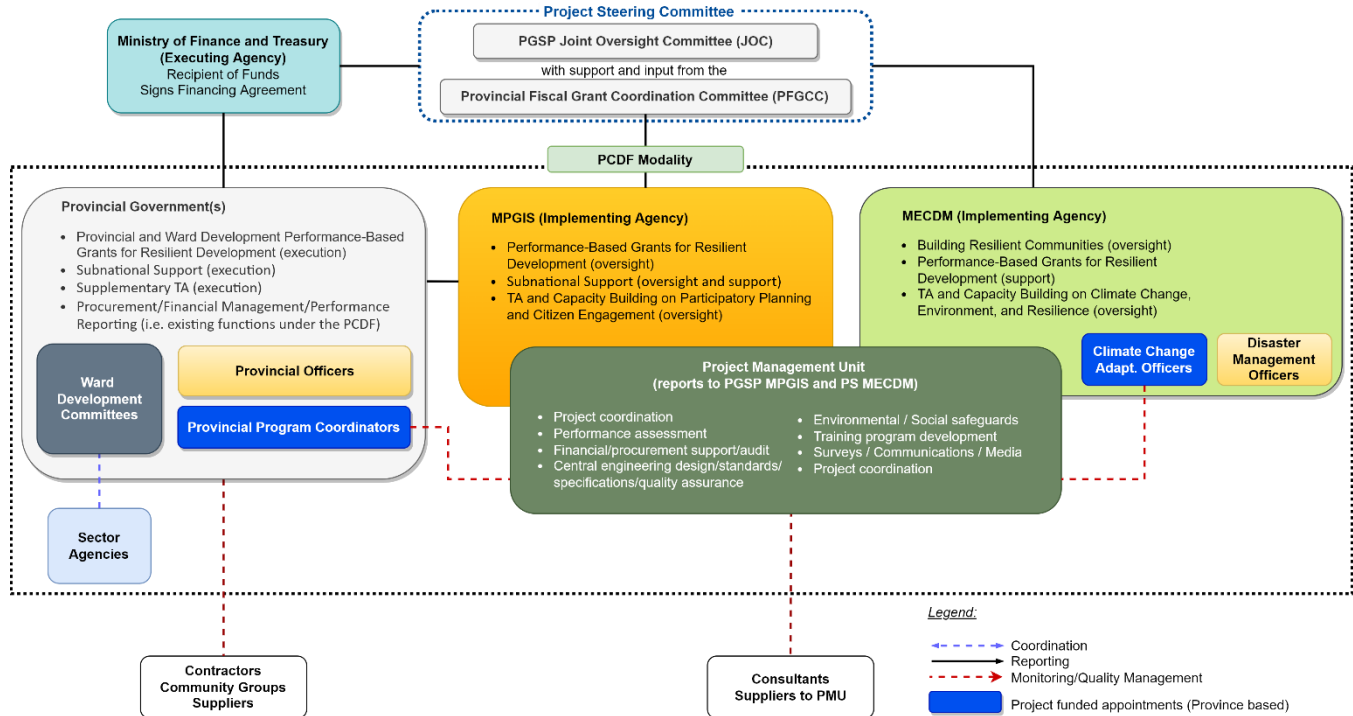 Project Steering Committee
Ministry of Finance and Treasury
(Executing Agency)
Recipient of Funds
Signs Financing Agreement
PGSP Joint Oversight Committee (JOC)
with support and input from the
Provincial Fiscal Grant Coordination Committee (PFGCC)
PCDF Modality
Provincial Government(s)
• Provincial and Ward Development Performance-Based
Grants for Resilient Development (execution)
• Subnational Support (execution)
• Supplementary TA (execution)
• Procurement/Financial Management/Performance
Reporting (i.e. existing functions under the PCDF)
Ward
Development
Committees
Provincial Officers
Provincial Program Coordinators
Sector
Agencies
MPGIS (Implementing Agency)
• Performance-Based Grants for Resilient
Development (oversight)
• Subnational Support (oversight and support)
• TA and Capacity Building on Participatory Planning
and Citizen Engagement (oversight)
MECDM (Implementing Agency)
• Building Resilient Communities (oversight)
• Performance-Based Grants for Resilient
Development (support)
• TA and Capacity Building on Climate Change,
Environment, and Resilience (oversight)
Climate Change
Adapt. Officers
Disaster
Management
Officers
Project Management Unit
(reports to PGSP MPGIS and PS MECDM)
• Project coordination
• Performance assessment
• Financial/procurement support/audit
• Central engineering design/standards/
specifications/quality assurance
• Environmental / Social safeguards
• Training program development
• Surveys / Communications / Media
• Project coordination
Contractors
Community Groups
Suppliers
Consultants
Suppliers to PMU
Legend:
Coordination
Reporting
Monitoring/Quality Management
Project funded appointments (Province based)